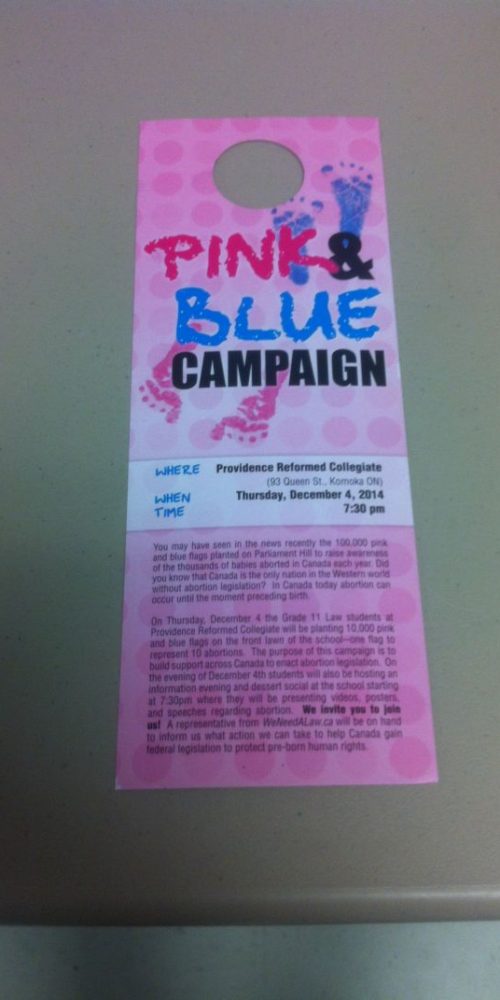 PINK &
BLUE
CAMPAIGN
WHERE Providence Reformed Collegiate
(93 Queen St., Komoka ON)
WHEN Thursday, December 4, 2014
TIME 7:30 pm
You may have seen in the news recently the 100,000 pink
and blue flags planted on Parliament Hill to raise awareness
of the thousands of babies aborted in Canada each year. Did
you know that Canada is the only nation in the Western world
without abortion legislation? In Canada today abortion can
occur until the moment preceding birth.
On Thursday, December 4 the Grade 11 Law students at
Providence Reformed Collegiate will be planting 10,000 pink
and blue flags on the front lawn of the school–one flag to
represent 10 abortions. The purpose of this campaign is to
build support across Canada to enact abortion legislation. On
the evening of December 4th students will also be hosting an
information evening and dessert social at the school starting
at 7:30pm where they will be presenting videos, posters,
and speeches regarding abortion. We invite you to join
us! A representative from WeNeedALaw.ca will be on hand
to inform us what action we can take to help Canada gain
federal legislation to protect pre-born human rights.